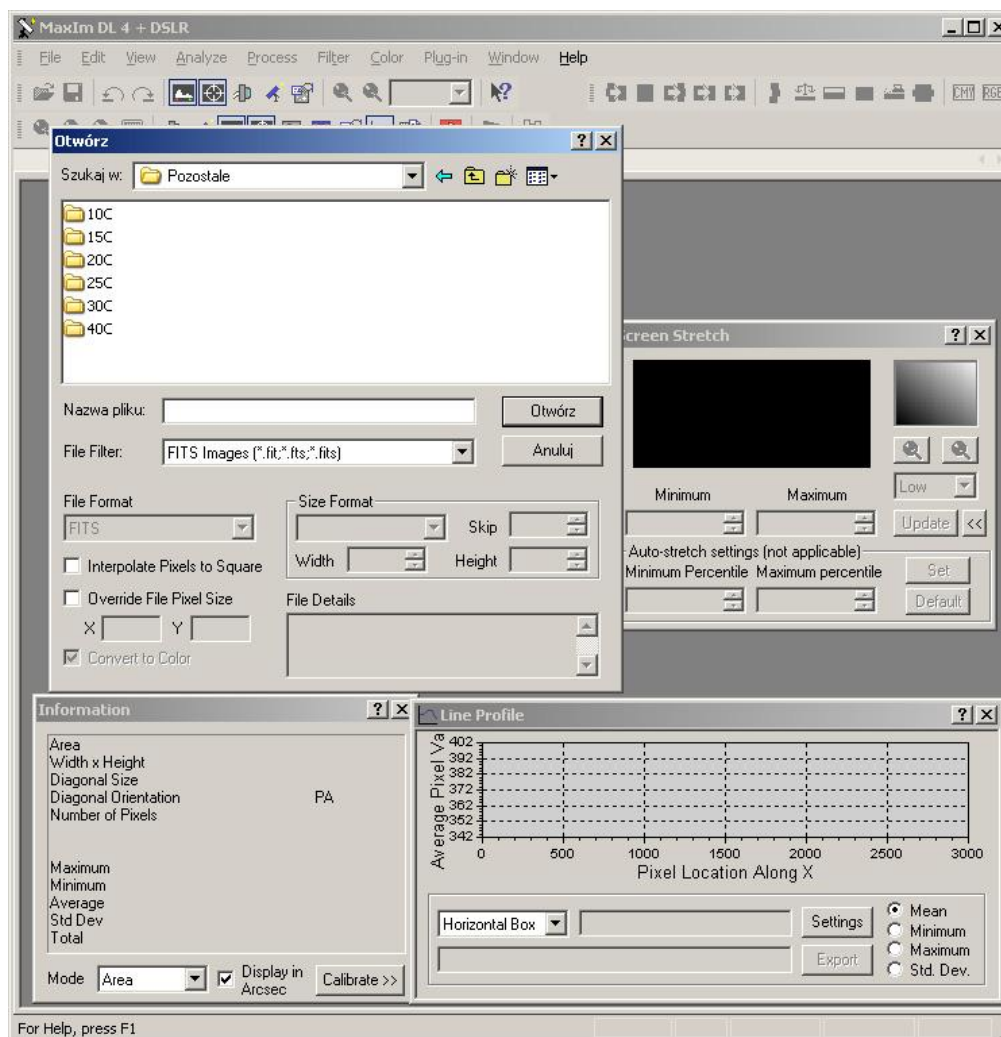 MaxIm DL 4 + DSLR
File Edit View Analyze Process Filter Color Plug-in Window Help
CMY RGB
Otwórz
Szukaj w: Pozostale
10C
15C
20C
25C
30C
40C
Nazwa pliku: Otwórz
File Filter: FITS Images (*.fit;*.fts;*.fits) Anuluj
File Format
FITS
Size Format
Skip
Width Height
Interpolate Pixels to Square
Override File Pixel Size
X Y
Convert to Color
File Details
Screen Stretch
Low
Minimum Maximum
Update <<
Auto-stretch settings (not applicable)
Minimum Percentile Maximum percentile
Set
Default
Information
Area
Width x Height
Diagonal Size
Diagonal Orientation PA
Number of Pixels
Maximum
Minimum
Average
Std Dev
Total
Mode Area Display in Arcsec Calibrate >>
Line Profile
Average Pixel Va
402
392
382
372
362
352
342
0 500 1000 1500 2000 2500 3000
Pixel Location Along X
Horizontal Box Settings
Export
Mean
Minimum
Maximum
Std. Dev.
For Help, press F1